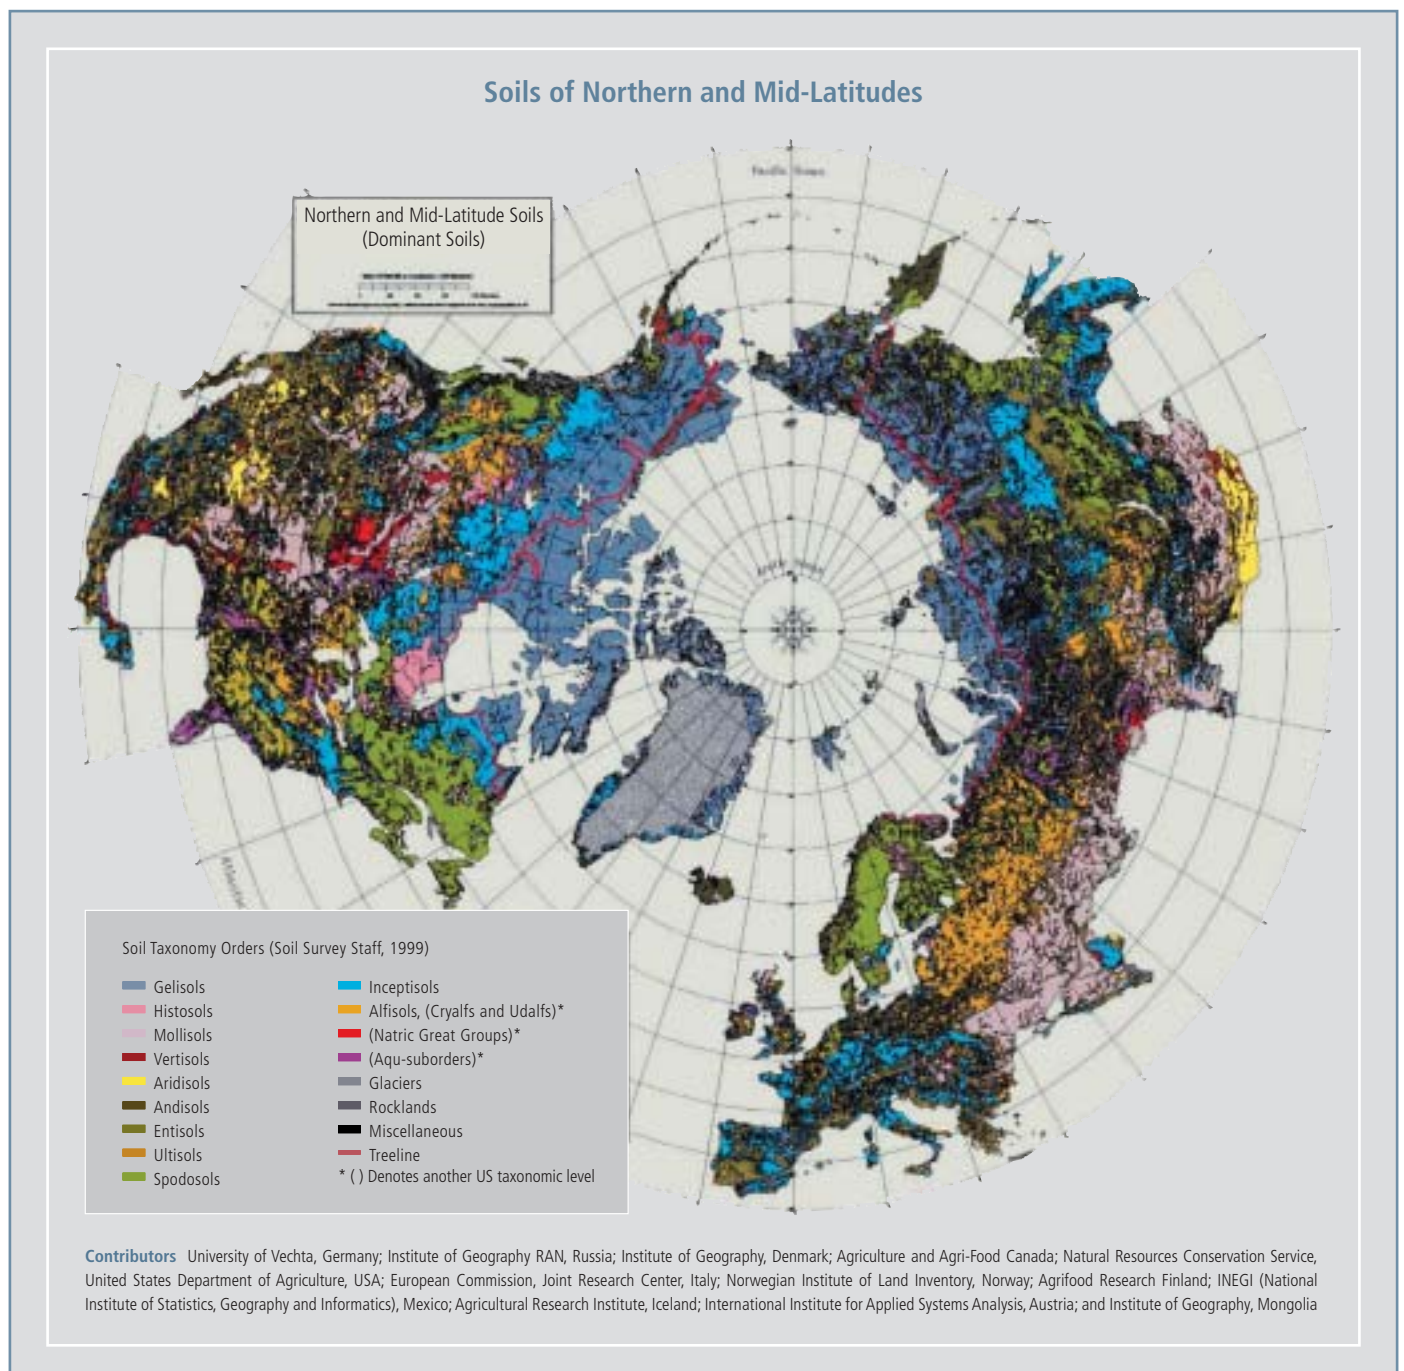 Soils of Northern and Mid-Latitudes
Pacific Ocean
Northern and Mid-Latitude Soils
(Dominant Soils)
Soil Taxonomy Orders (Soil Survey Staff, 1999)
Gelisols
Histosols
Mollisols
Vertisols
Aridisols
Andisols
Entisols
Ultisols
Spodosols
Inceptisols
Alfisols, (Cryalfs and Udalfs)*
(Natric Great Groups)*
(Aqu-suborders)*
Glaciers
Rocklands
Miscellaneous
Treeline
* ( ) Denotes another US taxonomic level
Contributors University of Vechta, Germany; Institute of Geography RAN, Russia; Institute of Geography, Denmark; Agriculture and Agri-Food Canada; Natural Resources Conservation Service,
United States Department of Agriculture, USA; European Commission, Joint Research Center, Italy; Norwegian Institute of Land Inventory, Norway; Agrifood Research Finland; INEGI (National
Institute of Statistics, Geography and Informatics), Mexico; Agricultural Research Institute, Iceland; International Institute for Applied Systems Analysis, Austria; and Institute of Geography, Mongolia